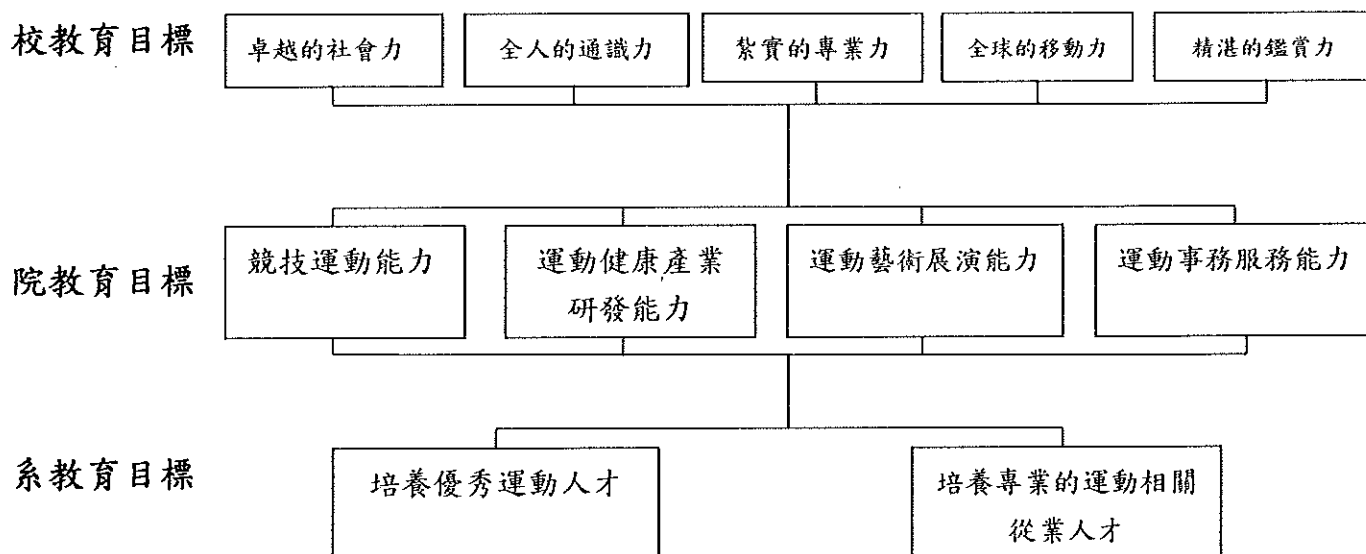 校教育目標
卓越的社會力
全人的通識力
紮實的專業力
全球的移動力
精湛的鑑賞力
院教育目標
競技運動能力
運動健康產業
研發能力
運動藝術展演能力
運動事務服務能力
系教育目標
培養優秀運動人才
培養專業的運動相關
從業人才